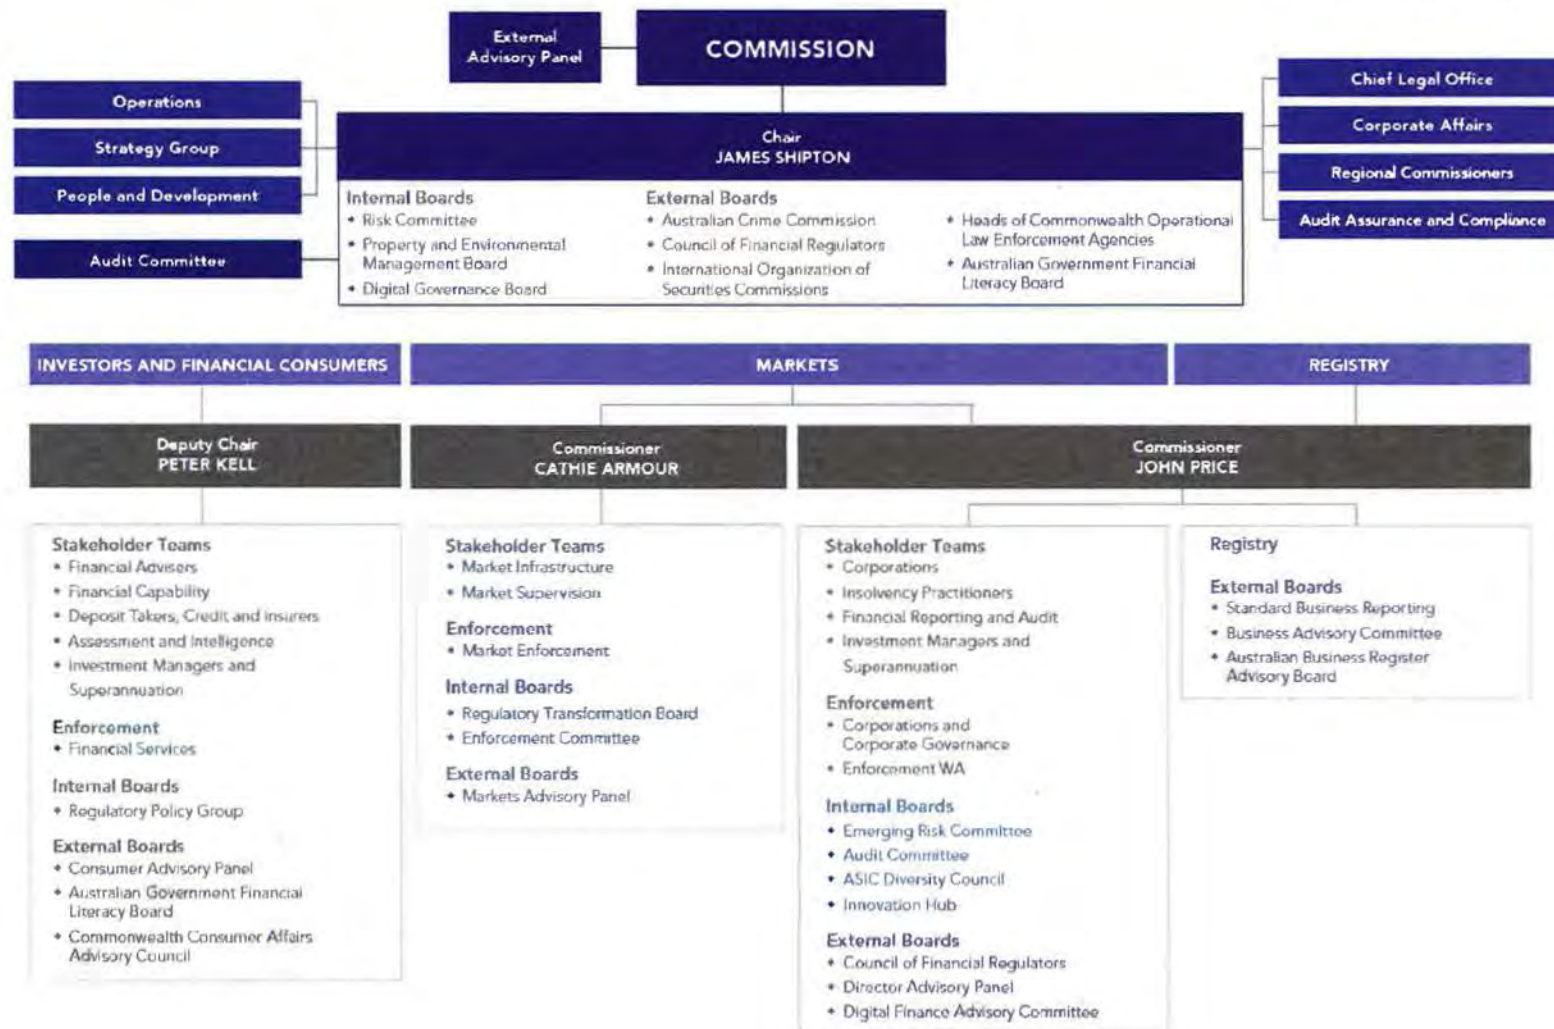 External
Advisory Panel
COMMISSION
Operations
Strategy Group
People and Development
Audit Committee
Chair
JAMES SHIPTON
Internal Boards
• Risk Committee
• Property and Environmental
Management Board
• Digital Governance Board
External Boards
• Australian Crime Commission
• Council of Financial Regulators
• International Organization of
Securities Commissions
• Heads of Commonwealth Operational
Law Enforcement Agencies
• Australian Government Financial
Literacy Board
Chief Legal Office
Corporate Affairs
Regional Commissioners
Audit Assurance and Compliance
INVESTORS AND FINANCIAL CONSUMERS
MARKETS
REGISTRY
Deputy Chair
PETER KELL
Commissioner
CATHIE ARMOUR
Commissioner
JOHN PRICE
Stakeholder Teams
• Financial Advisers
• Financial Capability
• Deposit Takers, Credit and insurers
• Assessment and Intelligence
• Investment Managers and
Superannuation
Enforcement
• Financial Services
Internal Boards
• Regulatory Policy Group
External Boards
• Consumer Advisory Panel
• Australian Government Financial
Literacy Board
• Commonwealth Consumer Affairs
Advisory Council
Stakeholder Teams
• Market Infrastructure
• Market Supervision
Enforcement
• Market Enforcement
Internal Boards
• Regulatory Transformation Board
• Enforcement Committee
External Boards
• Markets Advisory Panel
Stakeholder Teams
• Corporations
• Insolvency Practitioners
• Financial Reporting and Audit
• Investment Managers and
Superannuation
Enforcement
• Corporations and
Corporate Governance
• Enforcement WA
Internal Boards
• Emerging Risk Committee
• Audit Committee
• ASIC Diversity Council
• Innovation Hub
External Boards
• Council of Financial Regulators
• Director Advisory Panel
• Digital Finance Advisory Committee
Registry
External Boards
• Standard Business Reporting
• Business Advisory Committee
• Australian Business Register
Advisory Board